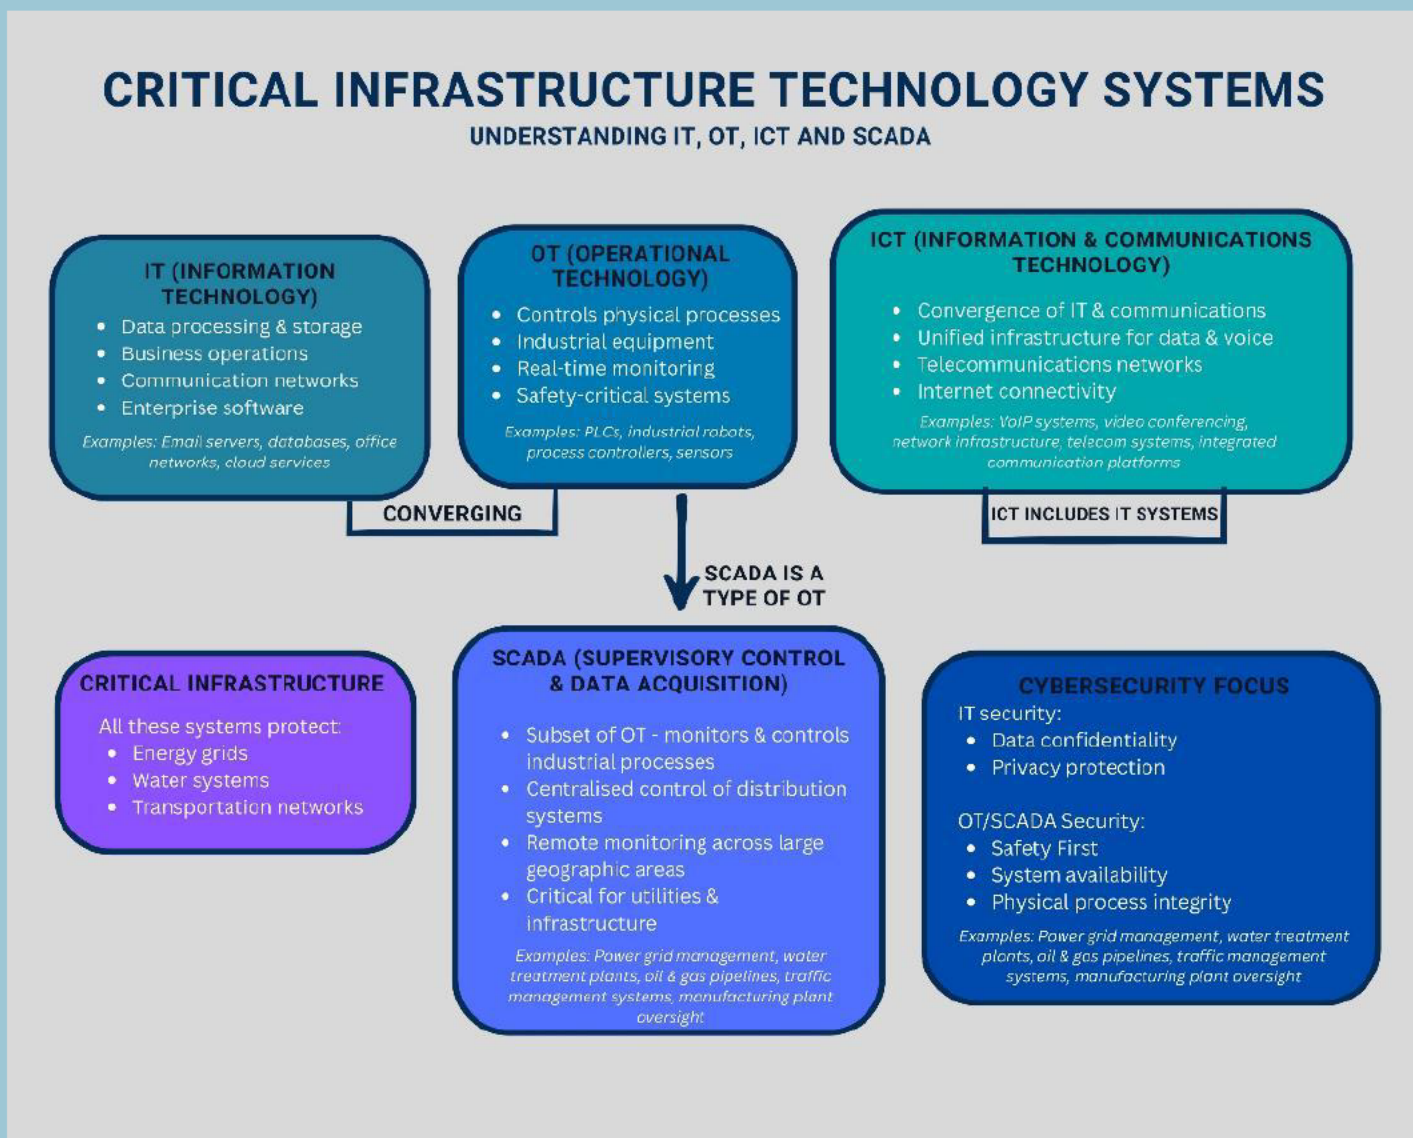 CRITICAL INFRASTRUCTURE TECHNOLOGY SYSTEMS
UNDERSTANDING IT, OT, ICT AND SCADA
IT (INFORMATION
TECHNOLOGY)
• Data processing & storage
• Business operations
• Communication networks
• Enterprise software
Examples: Email servers, databases, office
networks, cloud services
OT (OPERATIONAL
TECHNOLOGY)
• Controls physical processes
• Industrial equipment
• Real-time monitoring
• Safety-critical systems
Examples: PLCs, industrial robots,
process controllers, sensors
ICT (INFORMATION & COMMUNICATIONS
TECHNOLOGY)
• Convergence of IT & communications
• Unified infrastructure for data & voice
• Telecommunications networks
• Internet connectivity
Examples: VoIP systems, video conferencing,
network infrastructure, telecom systems, integrated
communication platforms
CONVERGING
ICT INCLUDES IT SYSTEMS
SCADA IS A
TYPE OF OT
CRITICAL INFRASTRUCTURE
All these systems protect:
• Energy grids
• Water systems
• Transportation networks
SCADA (SUPERVISORY CONTROL
& DATA ACQUISITION)
• Subset of OT - monitors & controls
industrial processes
• Centralised control of distribution
systems
• Remote monitoring across large
geographic areas
• Critical for utilities &
infrastructure
Examples: Power grid management, water
treatment plants, oil & gas pipelines, traffic
management systems, manufacturing plant
oversight
CYBERSECURITY FOCUS
IT security:
• Data confidentiality
• Privacy protection
OT/SCADA Security:
• Safety First
• System availability
• Physical process integrity
Examples: Power grid management, water treatment
plants, oil & gas pipelines, traffic management
systems, manufacturing plant oversight